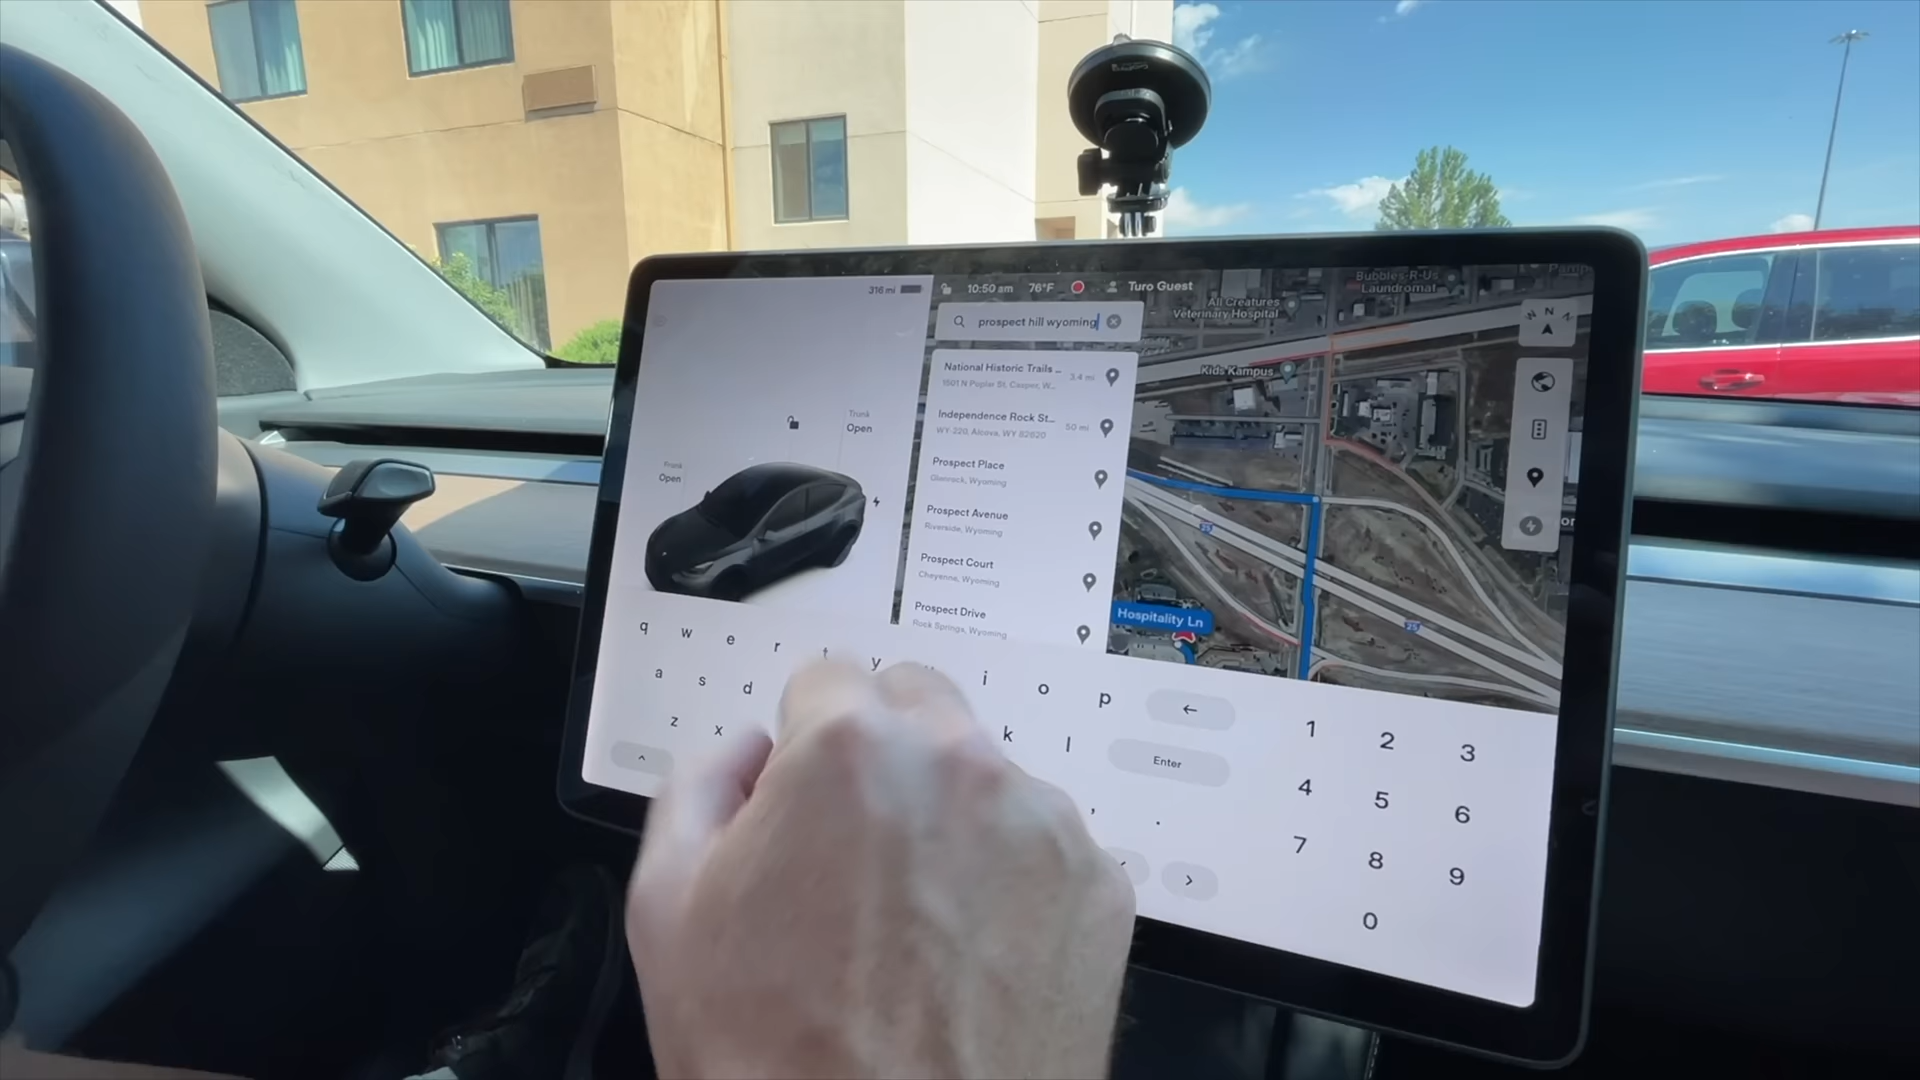 316 mi
10:50 am 76°F Turo Guest
prospect hill wyoming
National Historic Trails ...
1501 N Poplar St, Casper, W...
3.4 mi
Independence Rock St...
WY-220, Alcova, WY 82620
50 mi
Prospect Place
Glenrock, Wyoming
Prospect Avenue
Riverside, Wyoming
Prospect Court
Cheyenne, Wyoming
Prospect Drive
Rock Springs, Wyoming
Trunk
Open
Frunk
Open
Bubbles-R-Us
Laundromat
All Creatures
Veterinary Hospital
Kids Kampus
N
25
25
Hospitality Ln
q w e r t y i o p
a s d k l Enter
z x , .
1 2 3
4 5 6
7 8 9
0